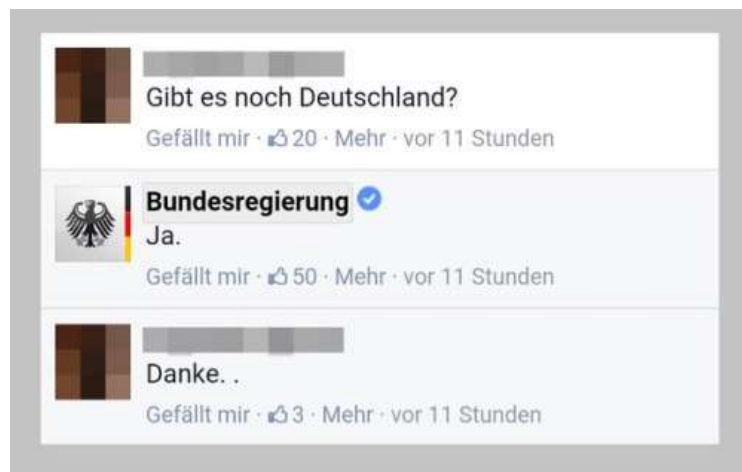 Gibt es noch Deutschland?
Gefällt mir · 20 · Mehr · vor 11 Stunden
Bundesregierung
Ja.
Gefällt mir · 50 · Mehr · vor 11 Stunden
Danke. .
Gefällt mir · 3 · Mehr · vor 11 Stunden